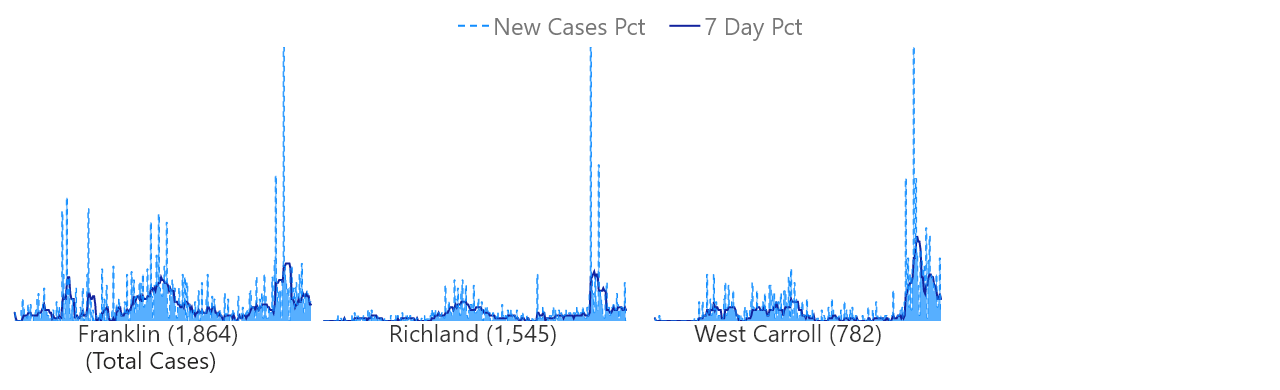 New Cases Pct 7 Day Pct
Franklin (1,864) Richland (1,545) West Carroll (782)
(Total Cases)